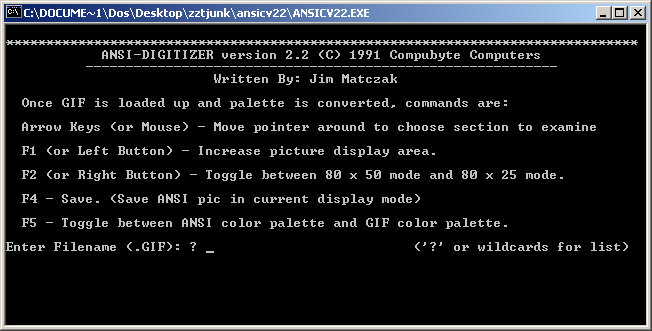 C:\DOCUME~1\Dos\Desktop\zztjunk\ansicv22\ANSICV22.EXE
ANSI-DIGITIZER version 2.2 (C) 1991 Compubyte Computers
Written By: Jim Matczak
Once GIF is loaded up and palette is converted, commands are:
Arrow Keys (or Mouse) - Move pointer around to choose section to examine
F1 (or Left Button) - Increase picture display area.
F2 (or Right Button) - Toggle between 80 x 50 mode and 80 x 25 mode.
F4 - Save. (Save ANSI pic in current display mode)
F5 - Toggle between ANSI color palette and GIF color palette.
Enter Filename (.GIF): ? _ ('?' or wildcards for list)